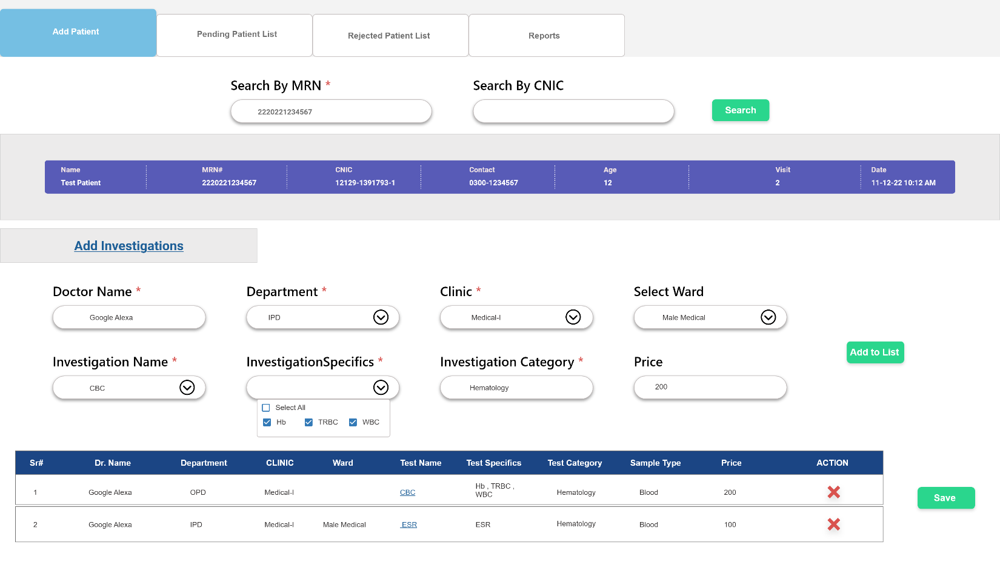 Add Patient
Pending Patient List
Rejected Patient List
Reports
Search By MRN *
Search By CNIC
2220221234567
Search
Name MRN# CNIC Contact Age Visit Date
Test Patient 2220221234567 12129-1391793-1 0300-1234567 12 2 11-12-22 10:12 AM
Add Investigations
Doctor Name * Department * Clinic * Select Ward
Google Alexa IPD Medical-I Male Medical
Add to List
Investigation Name * InvestigationSpecifics * Investigation Category * Price
CBC Hematology 200
Select All
Hb TRBC WBC
Sr# Dr. Name Department CLINIC Ward Test Name Test Specifics Test Category Sample Type Price ACTION
1 Google Alexa OPD Medical-I CBC Hb , TRBC ,
WBC Hematology Blood 200
Save
2 Google Alexa IPD Medical-I Male Medical ESR ESR Hematology Blood 100